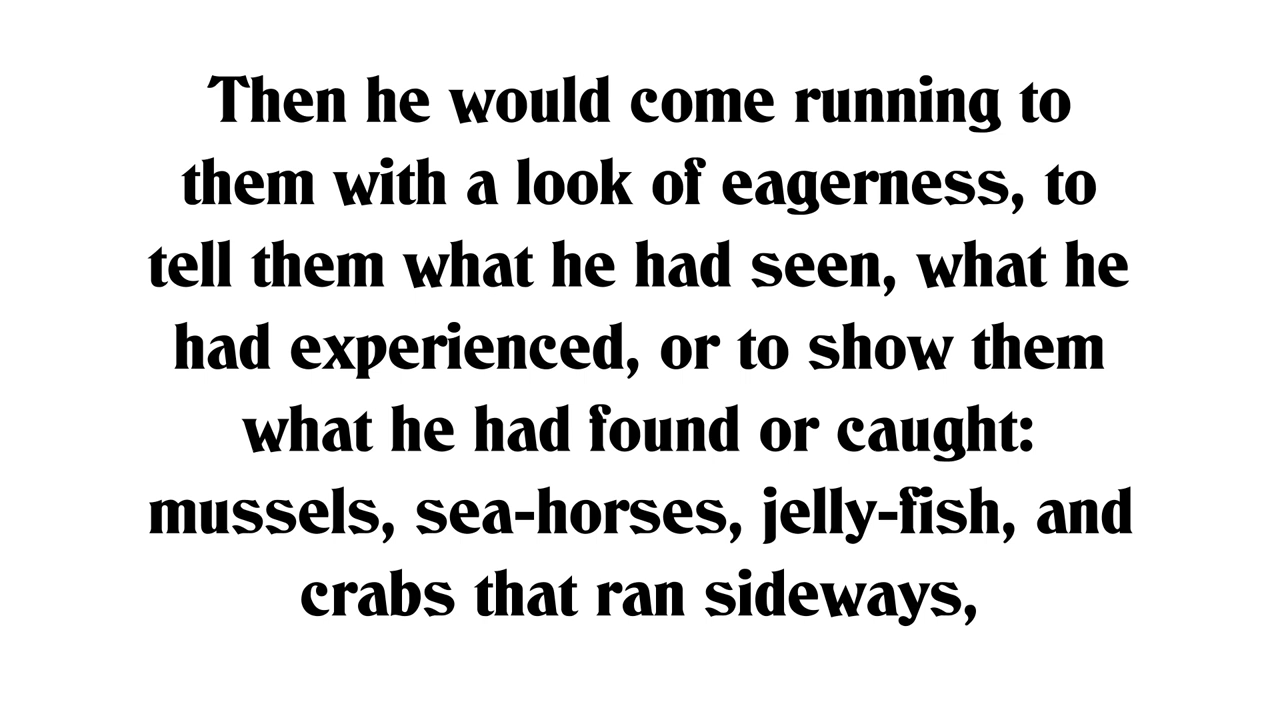 Then he would come running to
them with a look of eagerness, to
tell them what he had seen, what he
had experienced, or to show them
what he had found or caught:
mussels, sea-horses, jelly-fish, and
crabs that ran sideways,